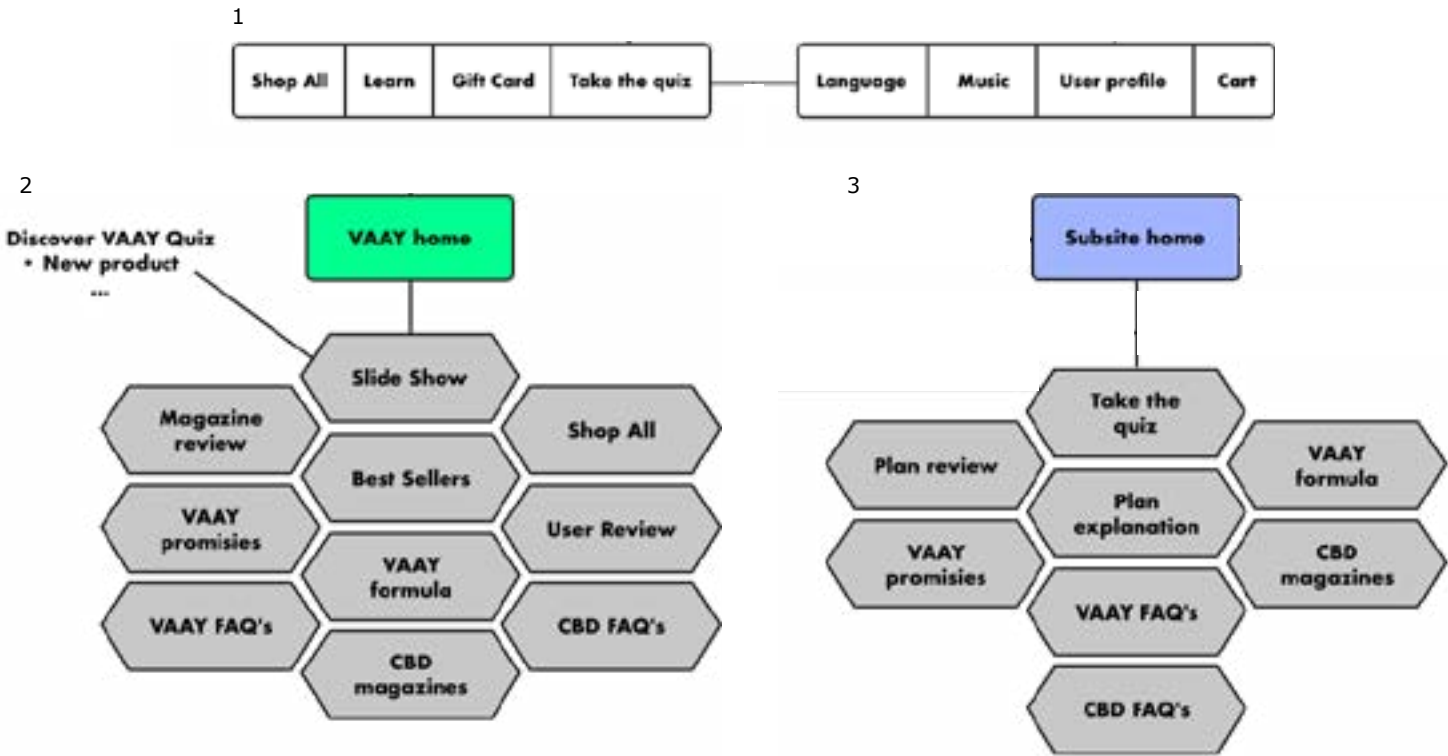 1
Shop All Learn Gift Card Take the quiz Language Music User profile Cart
2
Discover VAAY Quiz
• New product
...
VAAY home
Slide Show
Magazine
review
Shop All
Best Sellers
VAAY
promisies
User Review
VAAY
formula
VAAY FAQ's
CBD FAQ's
CBD
magazines
3
Subsite home
Take the
quiz
Plan review
VAAY
formula
Plan
explanation
VAAY
promisies
CBD
magazines
VAAY FAQ's
CBD FAQ's